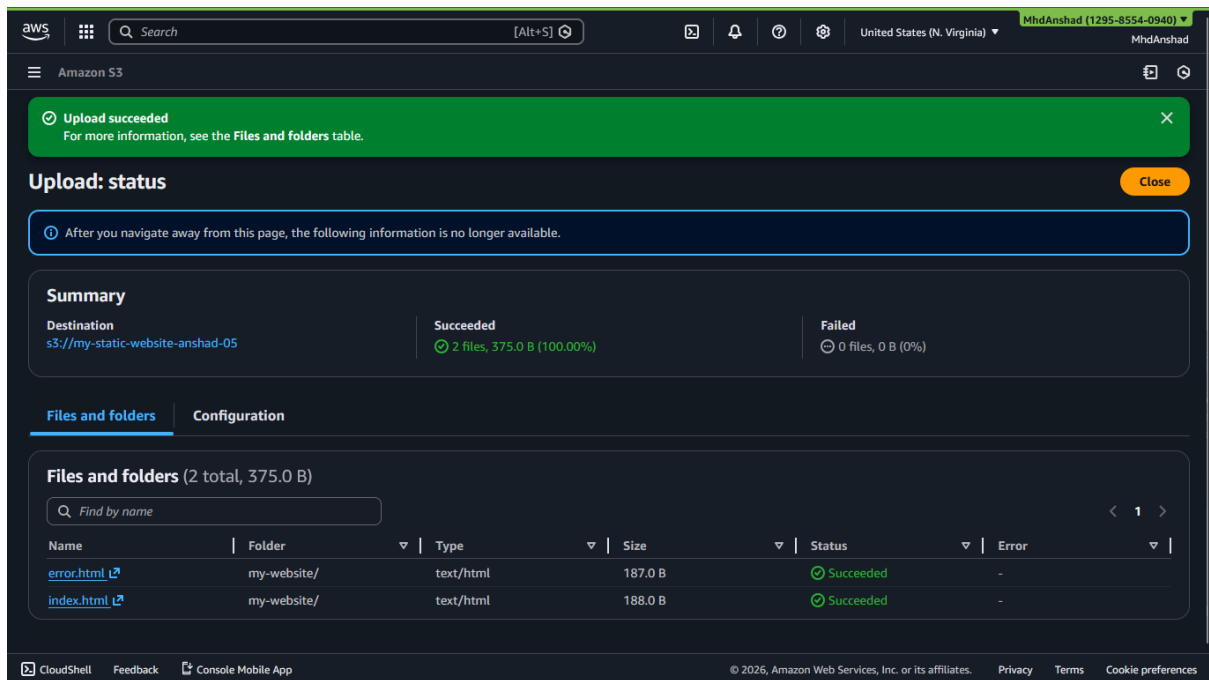 aws
Search [Alt+S] United States (N. Virginia) ▼ MhdAnshad (1295-8554-0940) ▼
MhdAnshad
Amazon S3
Upload succeeded
For more information, see the Files and folders table.
Upload: status Close
After you navigate away from this page, the following information is no longer available.
Summary
Destination Succeeded Failed
s3://my-static-website-anshad-05 2 files, 375.0 B (100.00%) 0 files, 0 B (0%)
Files and folders Configuration
Files and folders (2 total, 375.0 B)
Find by name 1
Name Folder Type Size Status Error
error.html my-website/ text/html 187.0 B Succeeded -
index.html my-website/ text/html 188.0 B Succeeded -
CloudShell Feedback Console Mobile App © 2026, Amazon Web Services, Inc. or its affiliates. Privacy Terms Cookie preferences